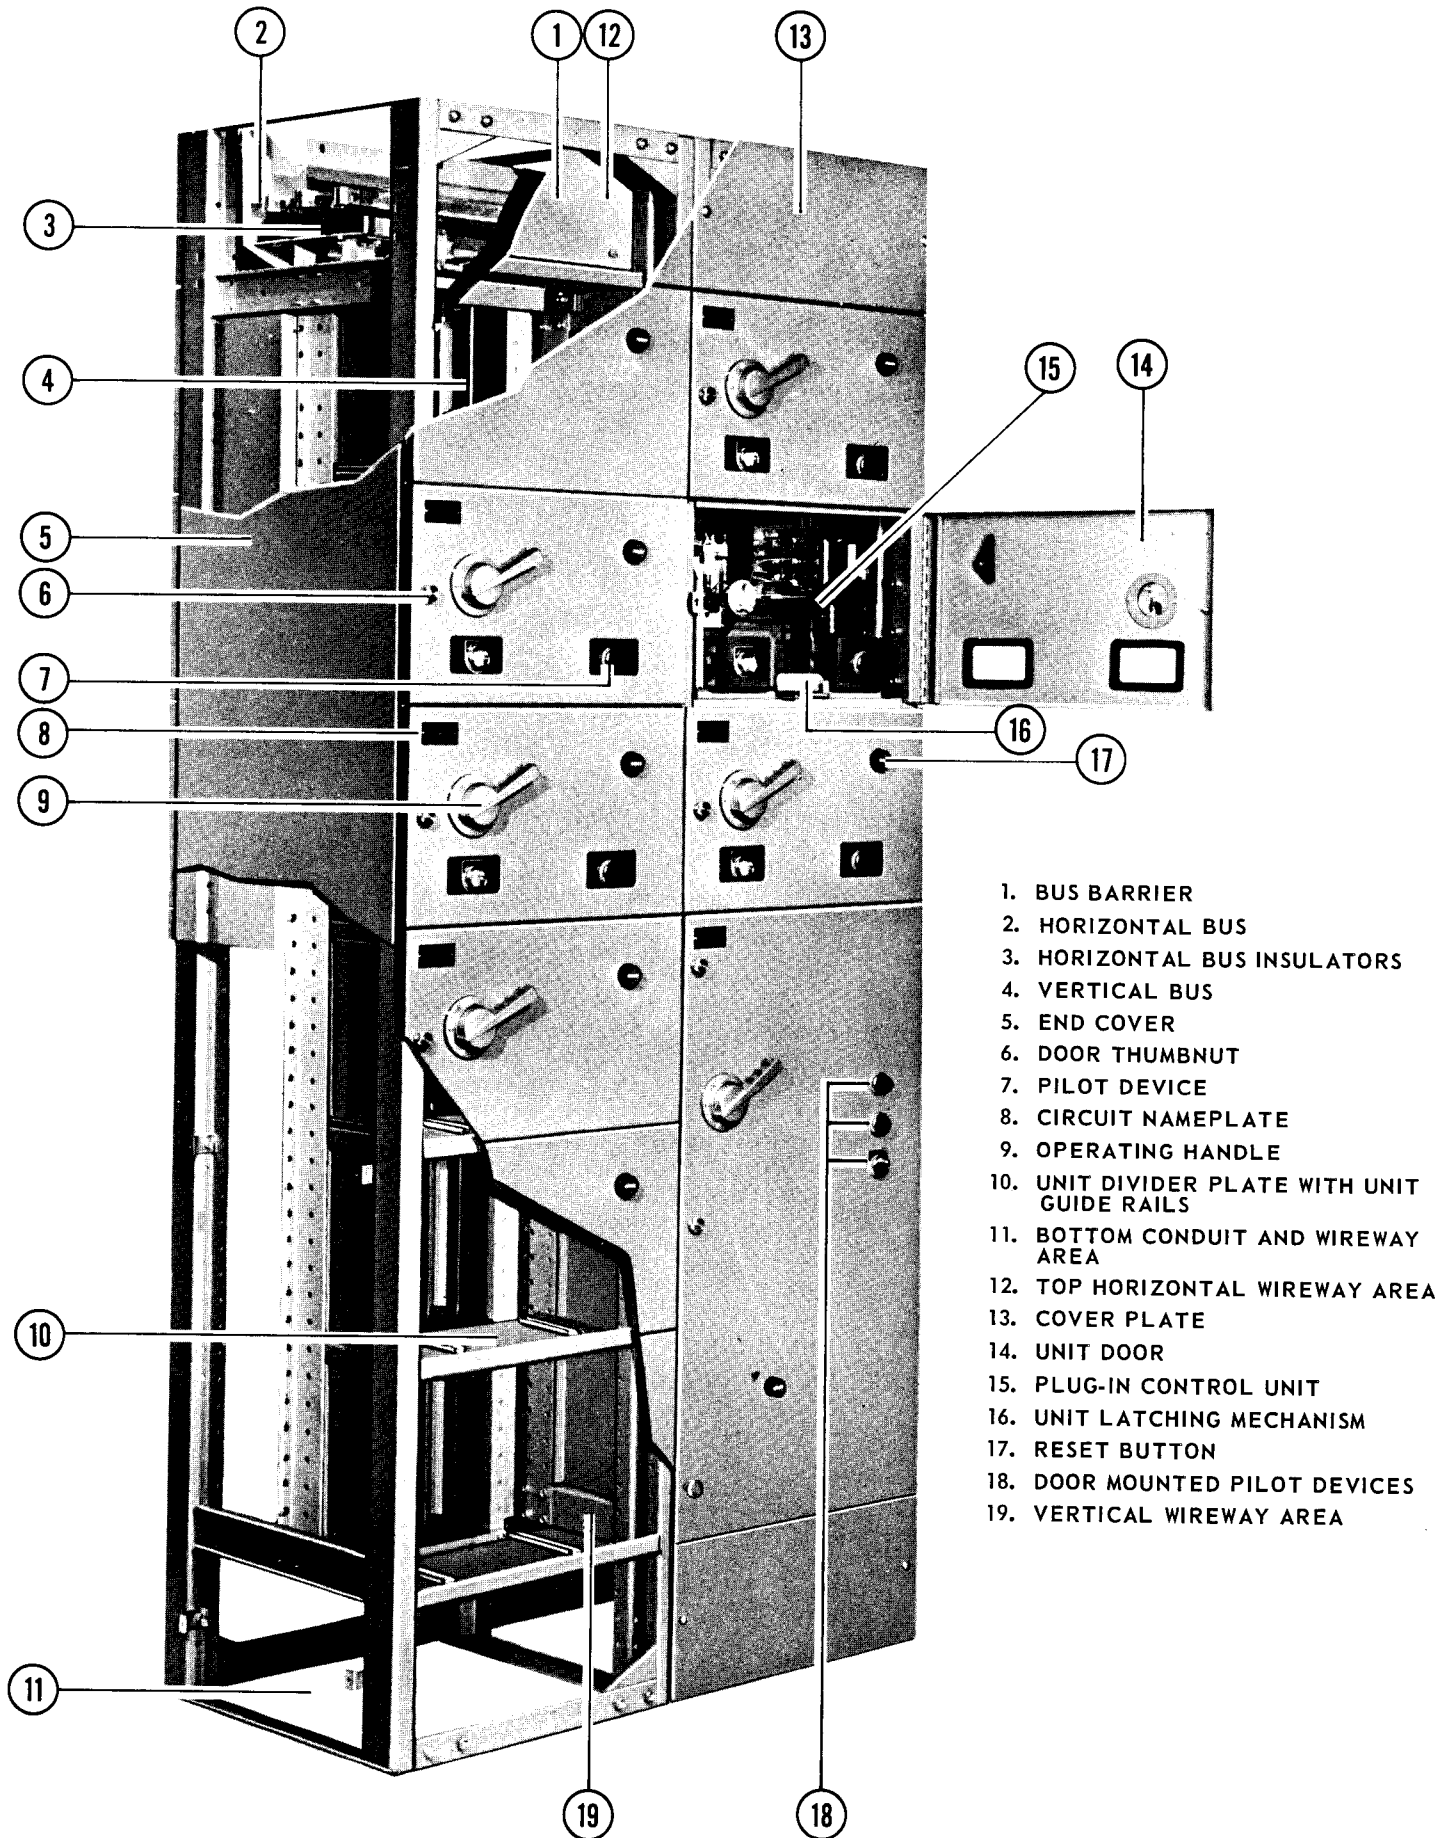 2
1
12
13
3
4
15
14
5
6
7
8
16
17
9
1. BUS BARRIER
2. HORIZONTAL BUS
3. HORIZONTAL BUS INSULATORS
4. VERTICAL BUS
5. END COVER
6. DOOR THUMBNUT
7. PILOT DEVICE
8. CIRCUIT NAMEPLATE
9. OPERATING HANDLE
10. UNIT DIVIDER PLATE WITH UNIT
GUIDE RAILS
11. BOTTOM CONDUIT AND WIREWAY
AREA
12. TOP HORIZONTAL WIREWAY AREA
13. COVER PLATE
14. UNIT DOOR
15. PLUG-IN CONTROL UNIT
16. UNIT LATCHING MECHANISM
17. RESET BUTTON
18. DOOR MOUNTED PILOT DEVICES
19. VERTICAL WIREWAY AREA
10
11
19
18